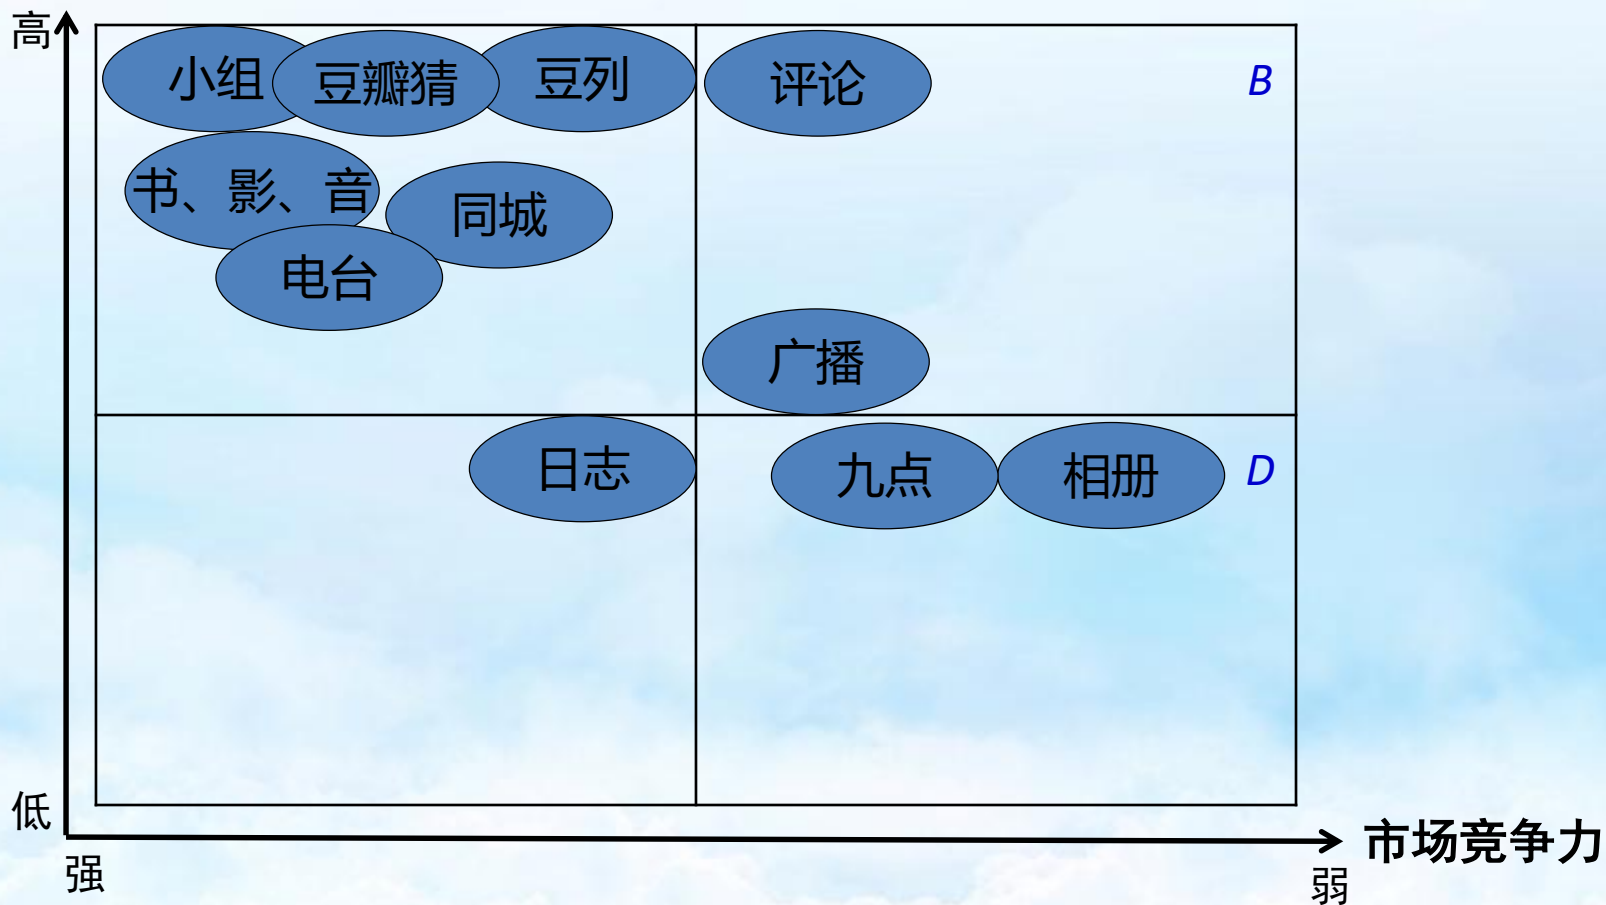 高
小组
豆瓣猜
豆列
评论
B
书、影、音
同城
电台
广播
日志
九点
相册
D
低
市场竞争力
强
弱